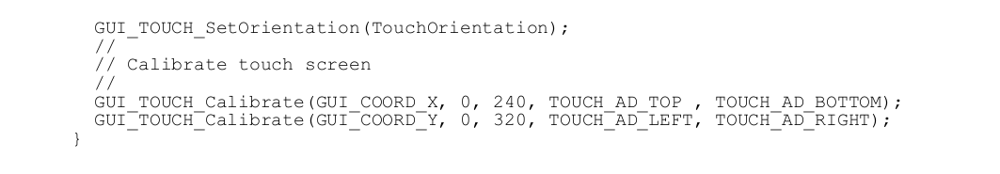 GUI_TOUCH_SetOrientation(TouchOrientation);
//
// Calibrate touch screen
//
GUI_TOUCH_Calibrate(GUI_COORD_X, 0, 240, TOUCH_AD_TOP , TOUCH_AD_BOTTOM);
GUI_TOUCH_Calibrate(GUI_COORD_Y, 0, 320, TOUCH_AD_LEFT, TOUCH_AD_RIGHT);
}